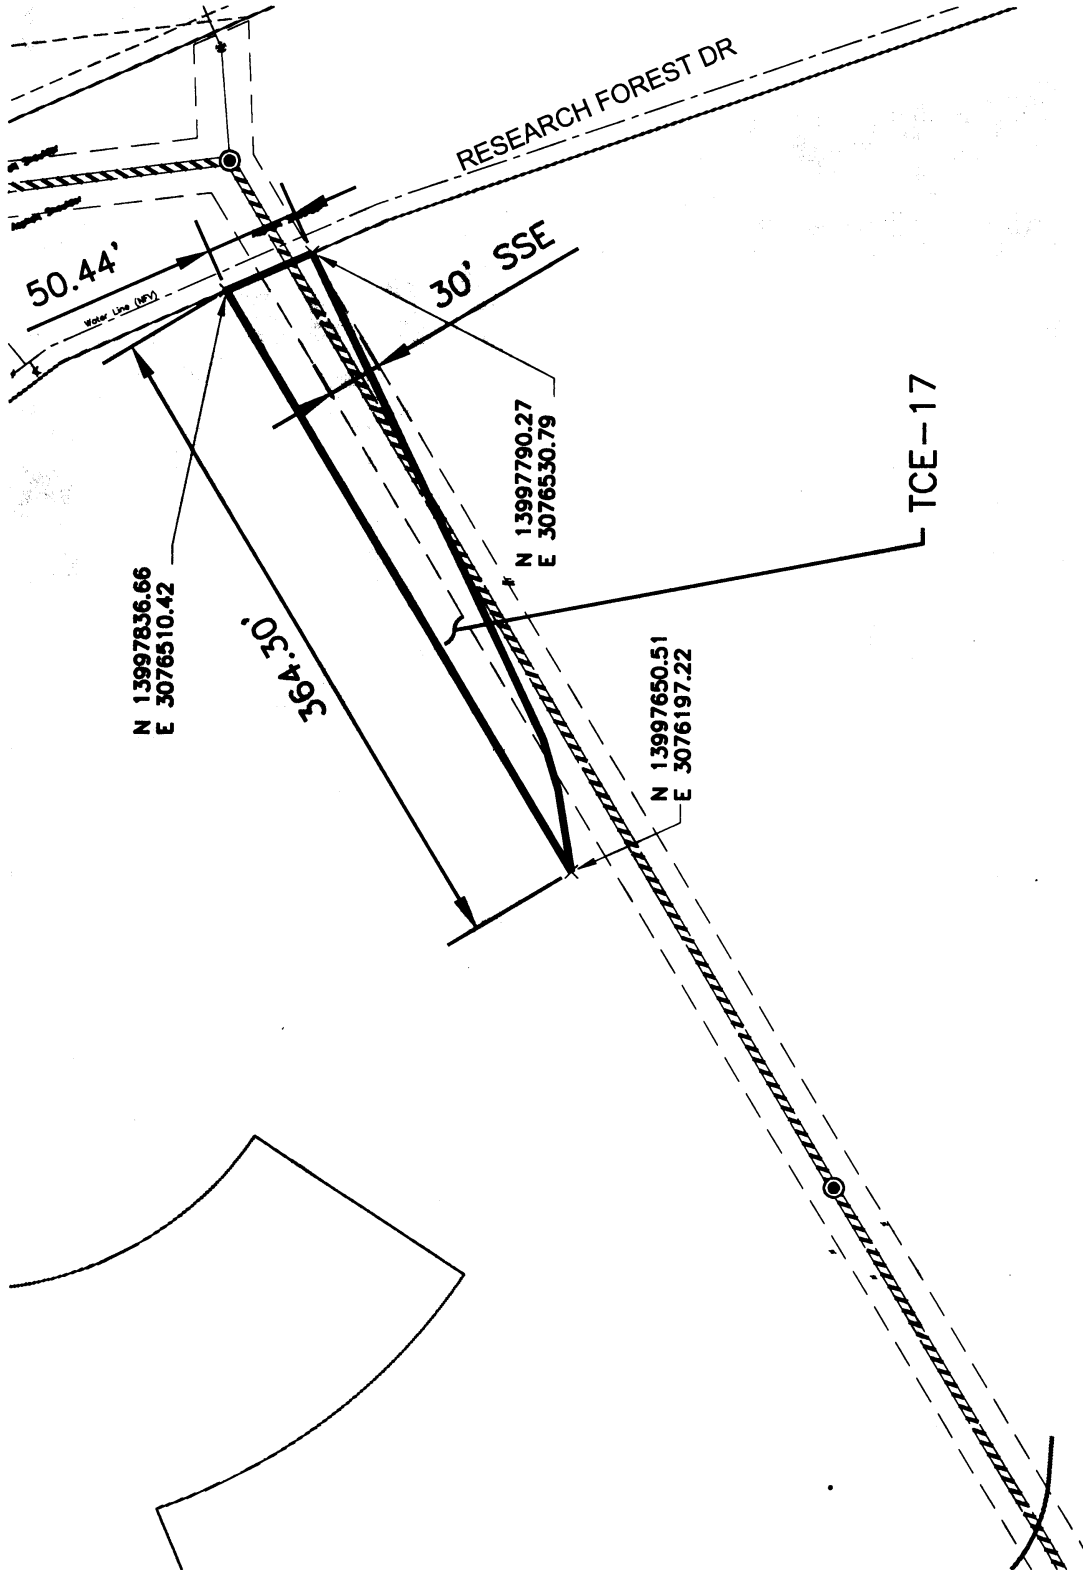 RESEARCH FOREST DR
50.44'
Water Line (NFV)
30' SSE
N 13997836.66
E 3076510.42
364.30'
N 13997790.27
E 3076530.79
TCE-17
N 13997650.51
E 3076197.22